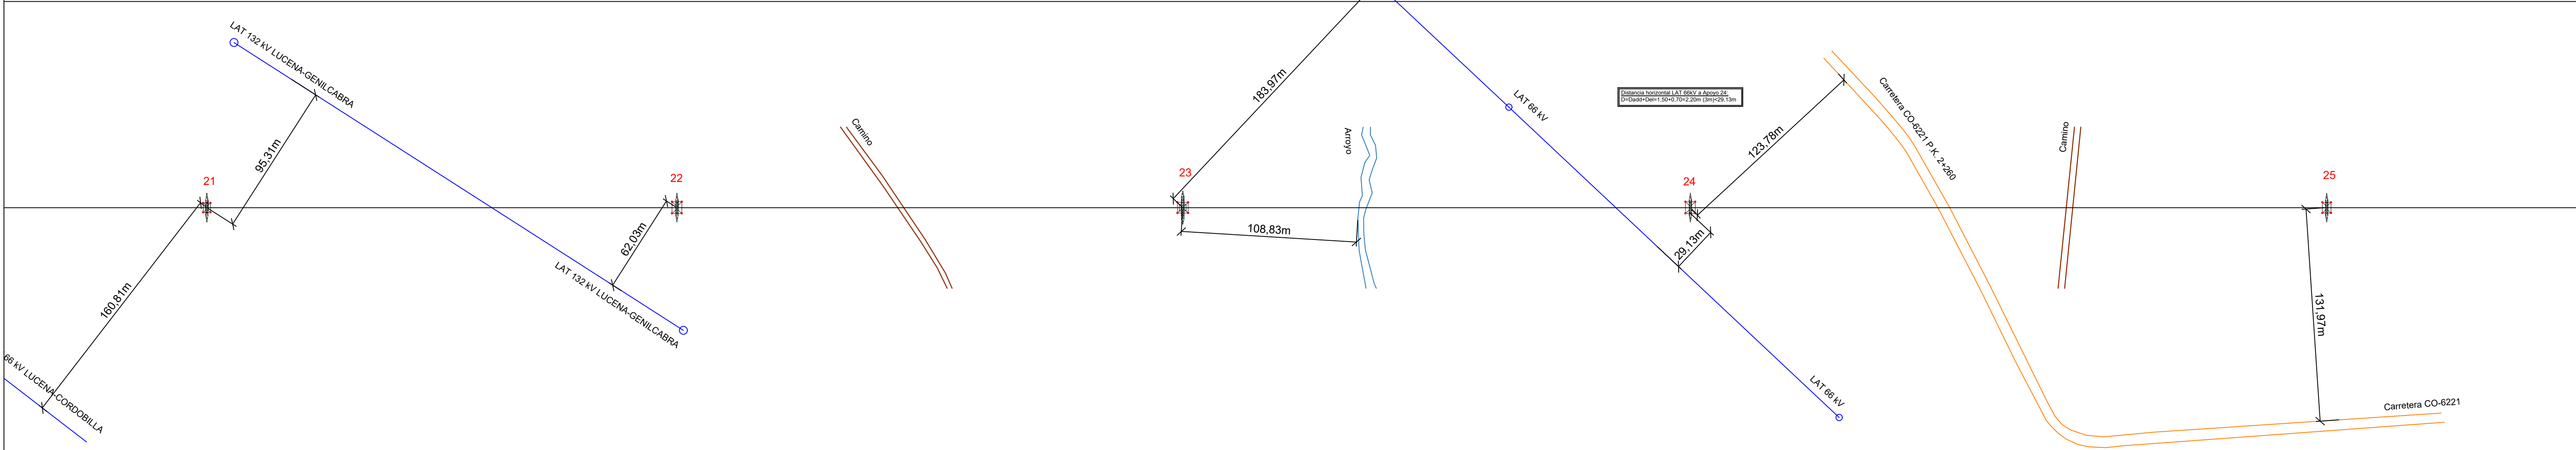 LAT 132 kV LUCENA-GENILCABRA
95,31m
21
160,81m
66 kV LUCENA-CORDOBILLA
22
62,03m
LAT 132 kV LUCENA-GENILCABRA
Camino
183,97m
23
108,83m
Arroyo
LAT 66 kV
Distancia horizontal LAT 66kV a Apoyo 24:
D=Dadd+Del=1,50+0,70=2,20m (3m)<29,13m
24
123,78m
29,13m
LAT 66 kV
Carretera CO-6221 P.K. 2+260
Camino
25
131,97m
Carretera CO-6221